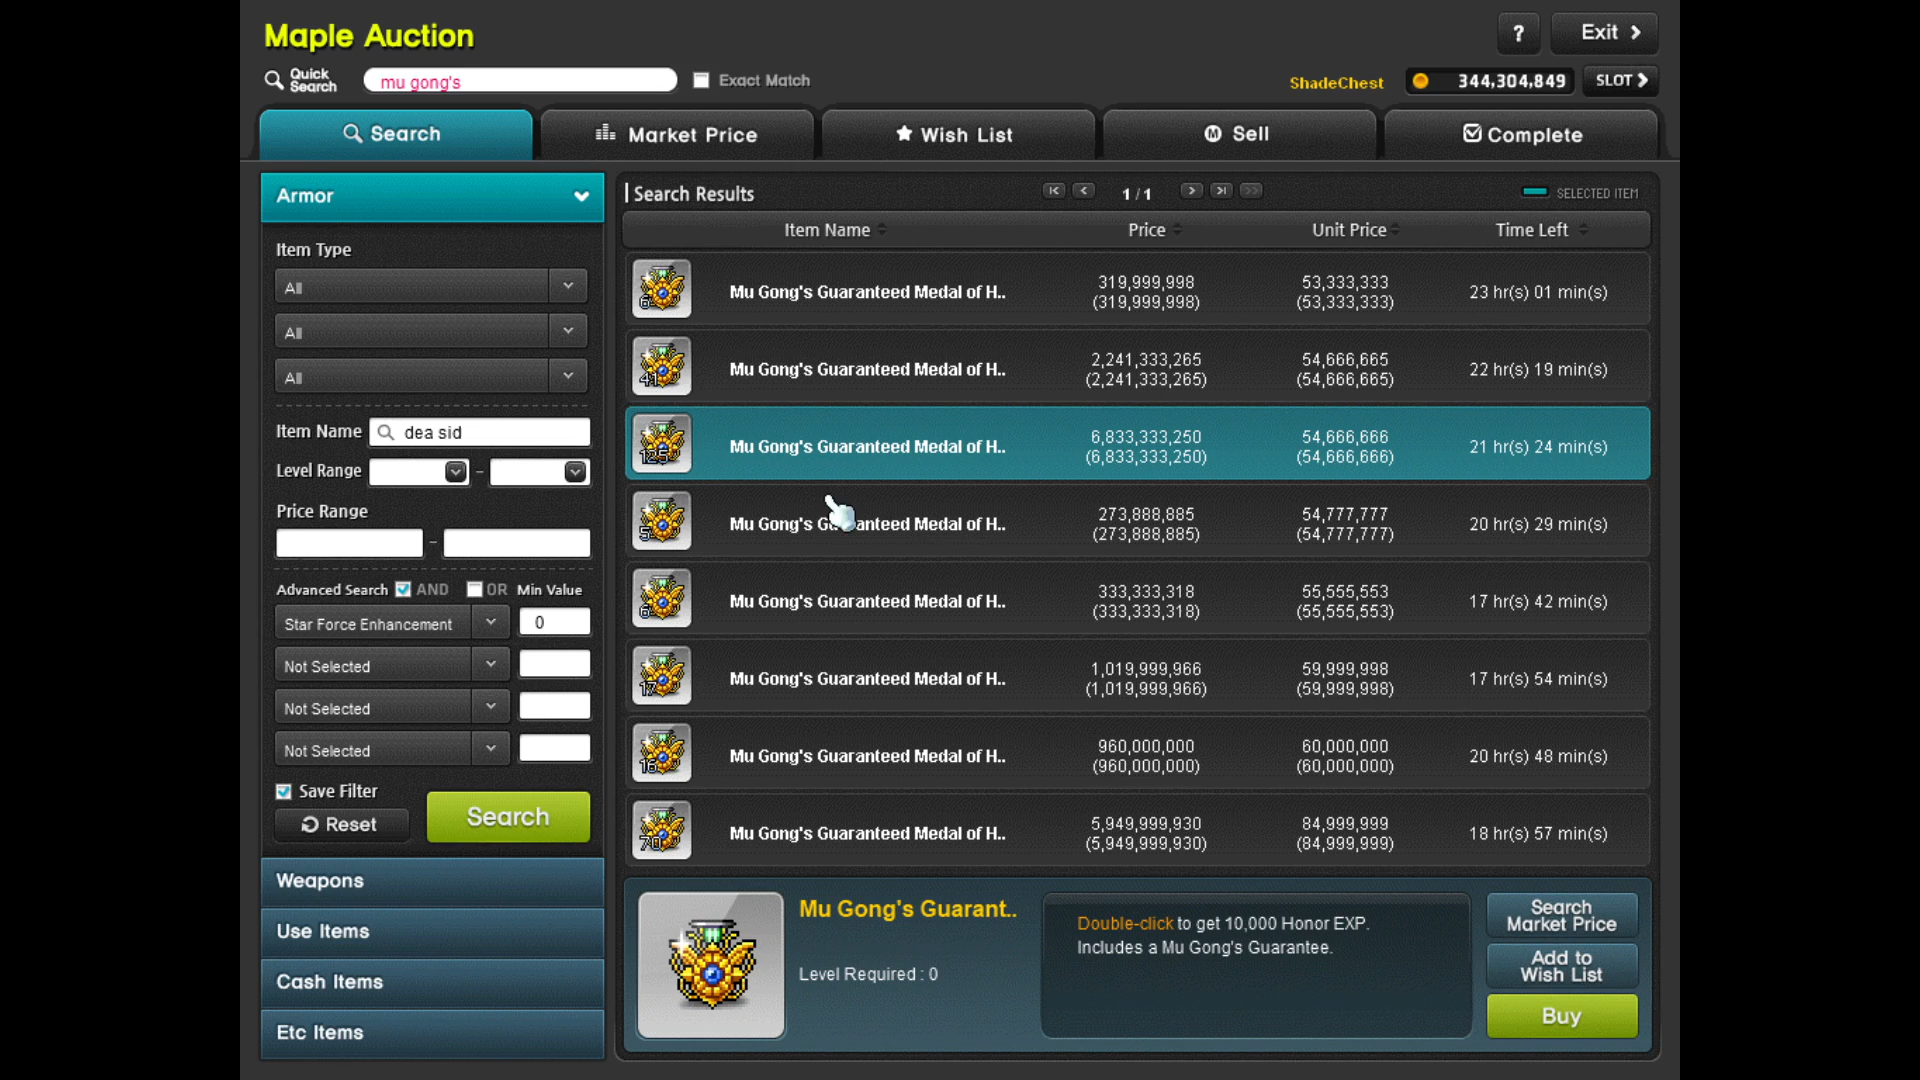 Maple Auction
?
Exit
Quick Search
mu gong's
Exact Match
ShadeChest
344,304,849
SLOT
Search
Market Price
Wish List
Sell
Complete
Armor
Item Type
All
All
All
Item Name
dea sid
Level Range
-
Price Range
-
Advanced Search AND OR Min Value
Star Force Enhancement 0
Not Selected
Not Selected
Not Selected
Save Filter
Reset
Search
Weapons
Use Items
Cash Items
Etc Items
Search Results
1 / 1
SELECTED ITEM
Item Name Price Unit Price Time Left
6 Mu Gong's Guaranteed Medal of H.. 319,999,998 53,333,333 23 hr(s) 01 min(s)
(319,999,998) (53,333,333)
41 Mu Gong's Guaranteed Medal of H.. 2,241,333,265 54,666,665 22 hr(s) 19 min(s)
(2,241,333,265) (54,666,665)
125 Mu Gong's Guaranteed Medal of H.. 6,833,333,250 54,666,666 21 hr(s) 24 min(s)
(6,833,333,250) (54,666,666)
5 Mu Gong's Guaranteed Medal of H.. 273,888,885 54,777,777 20 hr(s) 29 min(s)
(273,888,885) (54,777,777)
6 Mu Gong's Guaranteed Medal of H.. 333,333,318 55,555,553 17 hr(s) 42 min(s)
(333,333,318) (55,555,553)
17 Mu Gong's Guaranteed Medal of H.. 1,019,999,966 59,999,998 17 hr(s) 54 min(s)
(1,019,999,966) (59,999,998)
16 Mu Gong's Guaranteed Medal of H.. 960,000,000 60,000,000 20 hr(s) 48 min(s)
(960,000,000) (60,000,000)
70 Mu Gong's Guaranteed Medal of H.. 5,949,999,930 84,999,999 18 hr(s) 57 min(s)
(5,949,999,930) (84,999,999)
Mu Gong's Guarant..
Level Required : 0
Double-click to get 10,000 Honor EXP.
Includes a Mu Gong's Guarantee.
Search
Market Price
Add to
Wish List
Buy